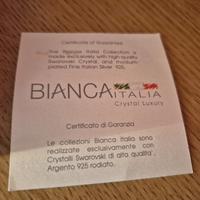 Certificate of Guarantee
The Bianca Italia Collection is
made exclusively with high quality
Swarovski Crystal, and rhodium-
plated Fine Italian Silver .925.
BIANCA ITALIA
Crystal Luxury
Certificato di Garanzia
Le collezioni Bianca Italia sono
realizzate esclusivamente con
Crystalli Swarovski di alta qualita'
Argento 925 rodiato.